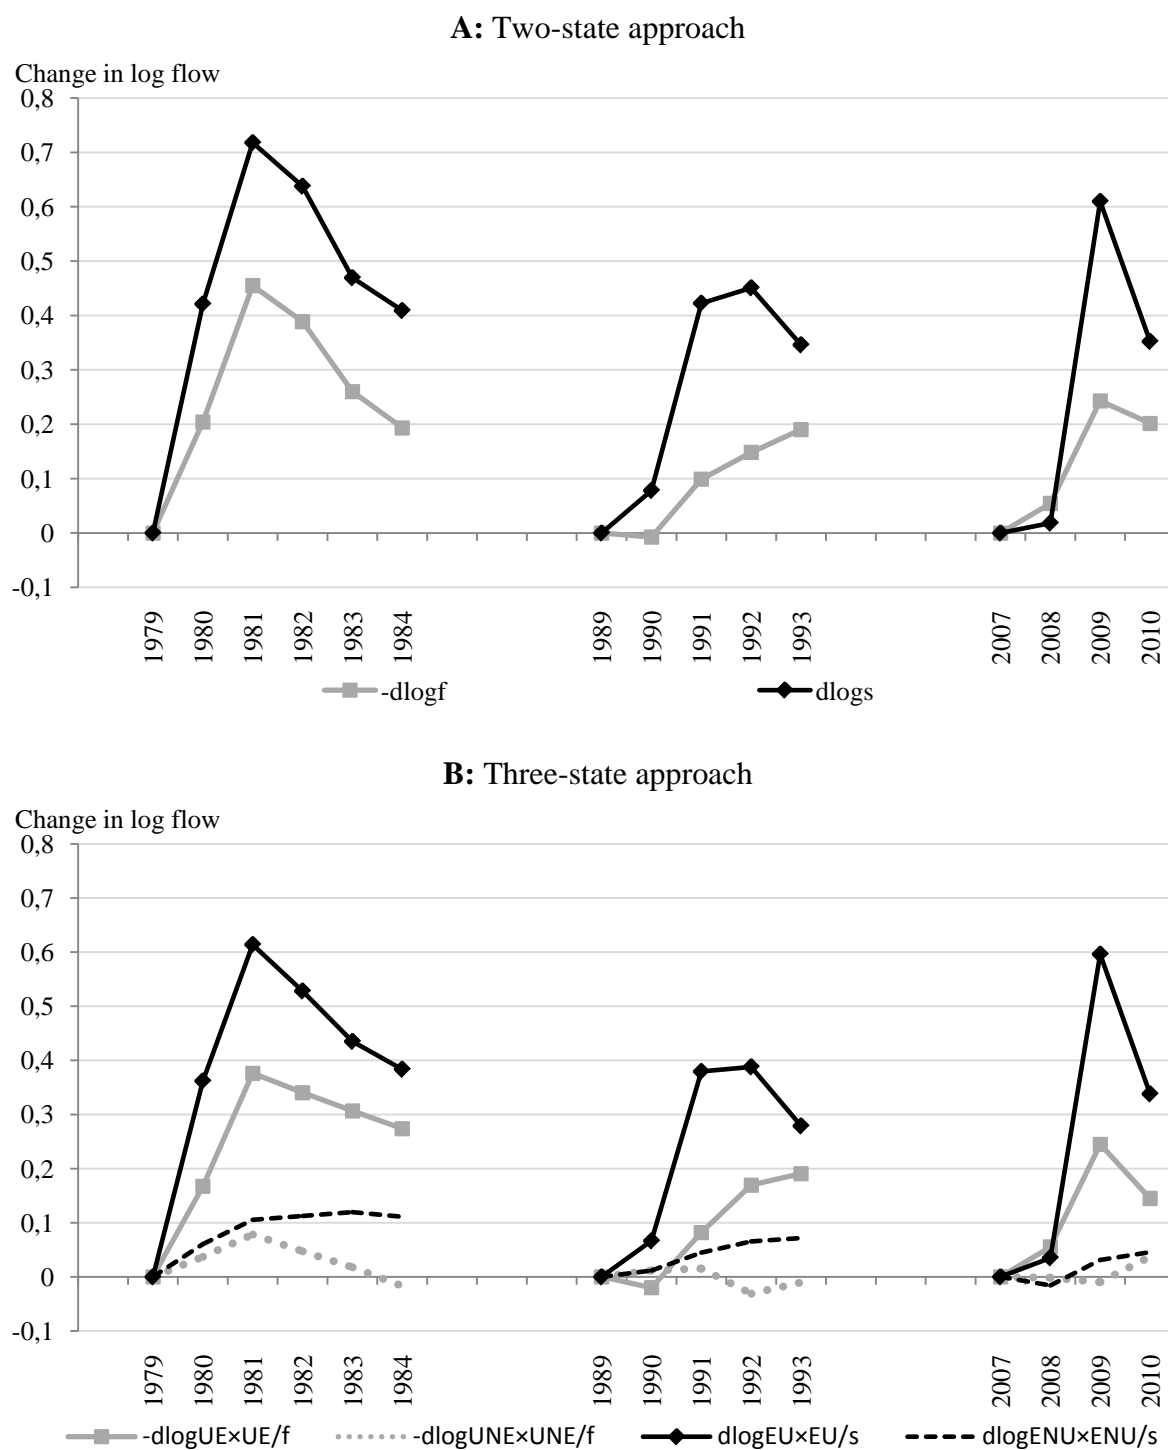 A: Two-state approach
Change in log flow
0,8
0,7
0,6
0,5
0,4
0,3
0,2
0,1
0
-0,1
1979 1980 1981 1982 1983 1984 1989 1990 1991 1992 1993 2007 2008 2009 2010
-dlogf dlogs
B: Three-state approach
Change in log flow
0,8
0,7
0,6
0,5
0,4
0,3
0,2
0,1
0
-0,1
1979 1980 1981 1982 1983 1984 1989 1990 1991 1992 1993 2007 2008 2009 2010
-dlogUE×UE/f -dlogUNE×UNE/f dlogEU×EU/s dlogENU×ENU/s